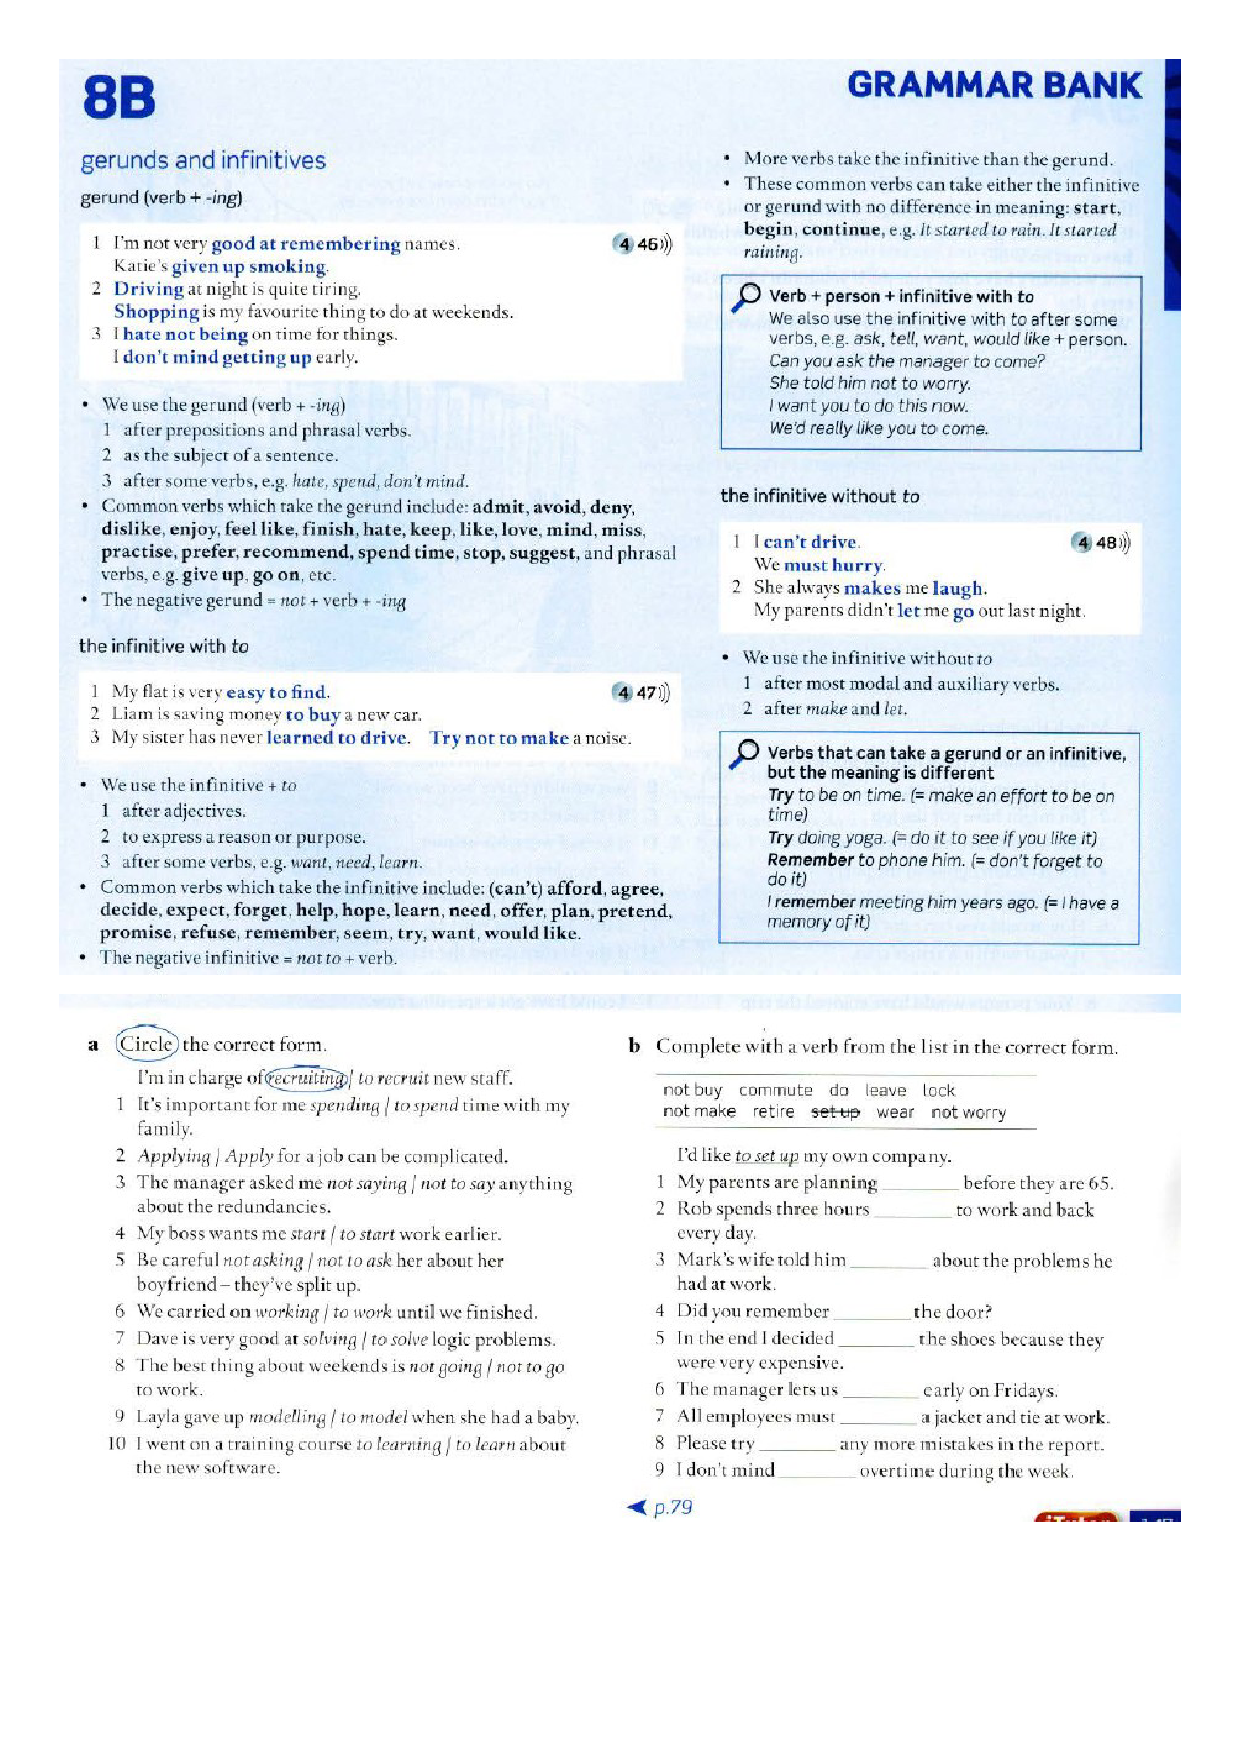 8B
GRAMMAR BANK
gerunds and infinitives
gerund (verb + -ing)
1 I'm not very good at remembering names.
4 46
Katie's given up smoking.
2 Driving at night is quite tiring.
Shopping is my favourite thing to do at weekends.
3 I hate not being on time for things.
I don't mind getting up early.
• We use the gerund (verb + -ing)
1 after prepositions and phrasal verbs.
2 as the subject of a sentence.
3 after some verbs, e.g. hate, spend, don't mind.
• Common verbs which take the gerund include: admit, avoid, deny,
dislike, enjoy, feel like, finish, hate, keep, like, love, mind, miss,
practise, prefer, recommend, spend time, stop, suggest, and phrasal
verbs, e.g. give up, go on, etc.
• The negative gerund = not + verb + -ing
the infinitive with to
1 My flat is very easy to find.
4 47
2 Liam is saving money to buy a new car.
3 My sister has never learned to drive. Try not to make a noise.
• We use the infinitive + to
1 after adjectives.
2 to express a reason or purpose.
3 after some verbs, e.g. want, need, learn.
• Common verbs which take the infinitive include: (can't) afford, agree,
decide, expect, forget, help, hope, learn, need, offer, plan, pretend,
promise, refuse, remember, seem, try, want, would like.
• The negative infinitive = not to + verb.
• More verbs take the infinitive than the gerund.
• These common verbs can take either the infinitive
or gerund with no difference in meaning: start,
begin, continue, e.g. It started to rain. It started
raining.
Verb + person + infinitive with to
We also use the infinitive with to after some
verbs, e.g. ask, tell, want, would like + person.
Can you ask the manager to come?
She told him not to worry.
I want you to do this now.
We'd really like you to come.
the infinitive without to
1 I can't drive.
4 48
We must hurry.
2 She always makes me laugh.
My parents didn't let me go out last night.
• We use the infinitive without to
1 after most modal and auxiliary verbs.
2 after make and let.
Verbs that can take a gerund or an infinitive,
but the meaning is different
Try to be on time. (= make an effort to be on
time)
Try doing yoga. (= do it to see if you like it)
Remember to phone him. (= don't forget to
do it)
I remember meeting him years ago. (= I have a
memory of it)
a Circle the correct form.
I'm in charge of recruiting / to recruit new staff.
1 It's important for me spending / to spend time with my
family.
2 Applying / Apply for a job can be complicated.
3 The manager asked me not saying / not to say anything
about the redundancies.
4 My boss wants me start / to start work earlier.
5 Be careful not asking / not to ask her about her
boyfriend – they've split up.
6 We carried on working / to work until we finished.
7 Dave is very good at solving / to solve logic problems.
8 The best thing about weekends is not going / not to go
to work.
9 Layla gave up modelling / to model when she had a baby.
10 I went on a training course to learning / to learn about
the new software.
b Complete with a verb from the list in the correct form.
not buy commute do leave lock
not make retire set up wear not worry
I'd like to set up my own company.
1 My parents are planning ________ before they are 65.
2 Rob spends three hours ________ to work and back
every day.
3 Mark's wife told him ________ about the problems he
had at work.
4 Did you remember ________ the door?
5 In the end I decided ________ the shoes because they
were very expensive.
6 The manager lets us ________ early on Fridays.
7 All employees must ________ a jacket and tie at work.
8 Please try ________ any more mistakes in the report.
9 I don't mind ________ overtime during the week.
p.79